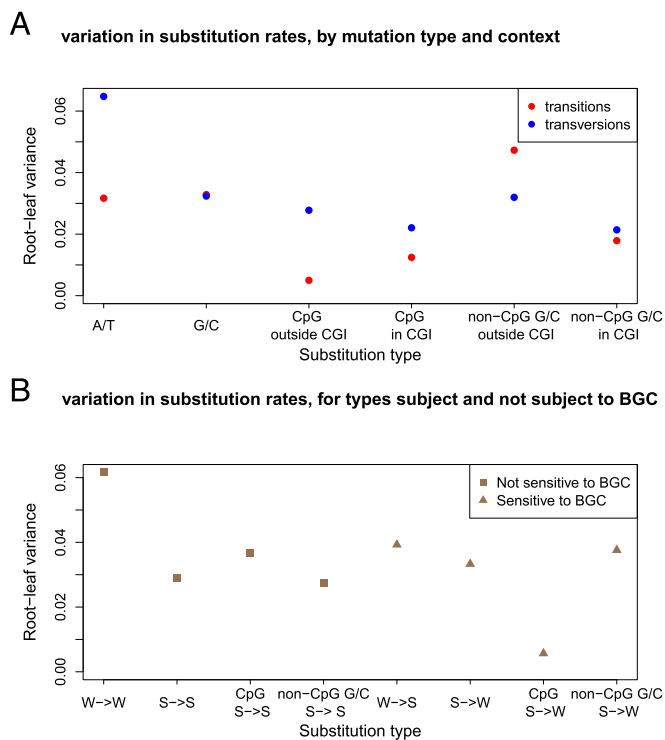 A
variation in substitution rates, by mutation type and context
Root−leaf variance
0.00
0.02
0.04
0.06
transitions
transversions
A/T
G/C
CpG
outside CGI
CpG
in CGI
non−CpG G/C
outside CGI
non−CpG G/C
in CGI
Substitution type
B
variation in substitution rates, for types subject and not subject to BGC
Root−leaf variance
0.00
0.02
0.04
0.06
Not sensitive to BGC
Sensitive to BGC
W−>W
S−>S
CpG
S−>S
non−CpG G/C
S−> S
W−>S
S−>W
CpG
S−>W
non−CpG G/C
S−>W
Substitution type